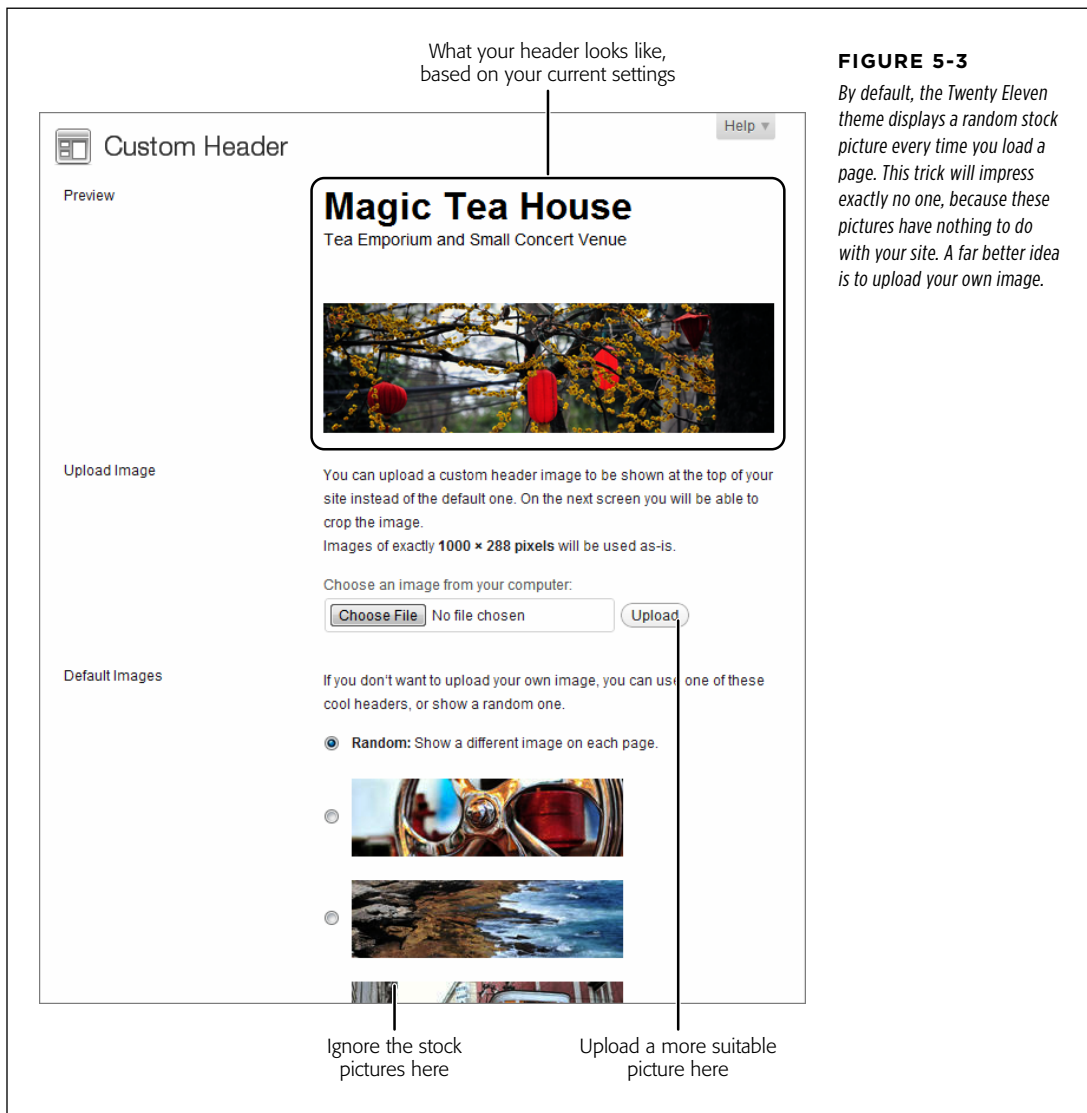 What your header looks like,
based on your current settings
FIGURE 5-3
By default, the Twenty Eleven
theme displays a random stock
picture every time you load a
page. This trick will impress
exactly no one, because these
pictures have nothing to do
with your site. A far better idea
is to upload your own image.
Custom Header
Help
Preview
Magic Tea House
Tea Emporium and Small Concert Venue
Upload Image
You can upload a custom header image to be shown at the top of your
site instead of the default one. On the next screen you will be able to
crop the image.
Images of exactly 1000 × 288 pixels will be used as-is.
Choose an image from your computer:
Choose File No file chosen Upload
Default Images
If you don't want to upload your own image, you can use one of these
cool headers, or show a random one.
Random: Show a different image on each page.
Ignore the stock
pictures here
Upload a more suitable
picture here